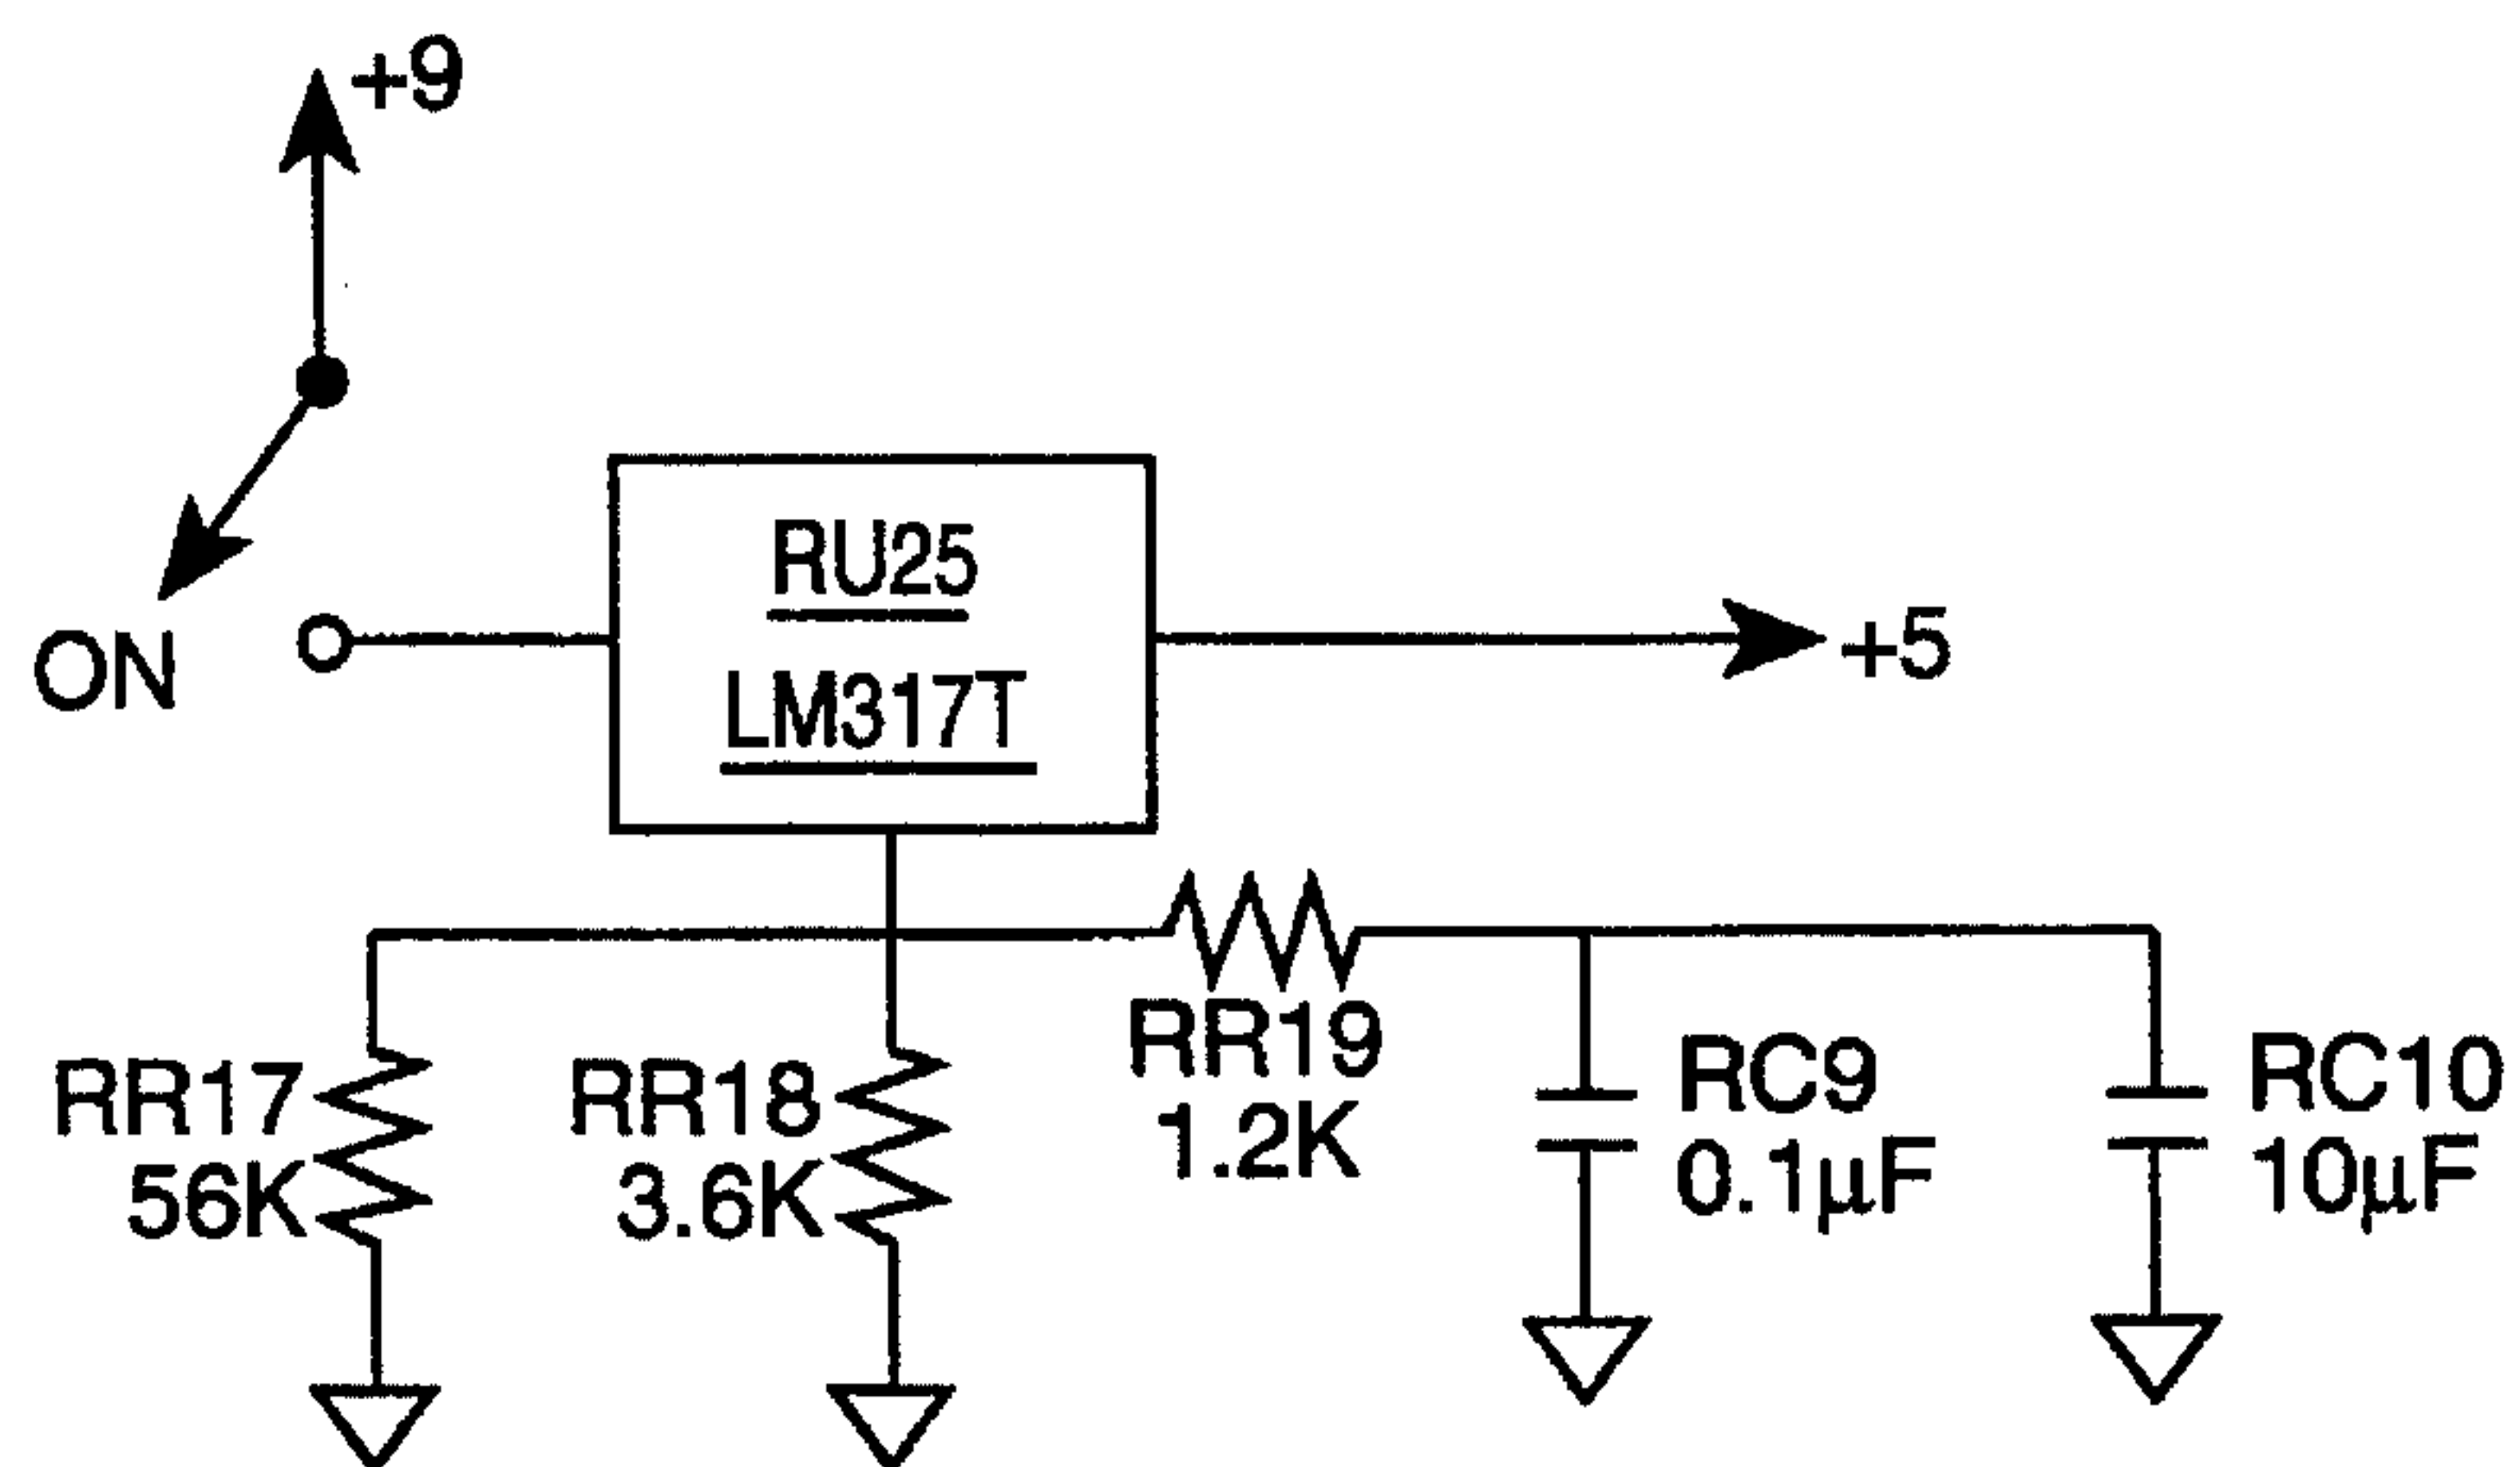 +9
ON
RU25
LM317T
+5
RR17
56K
RR18
3.6K
RR19
1.2K
RC9
0.1µF
RC10
10µF